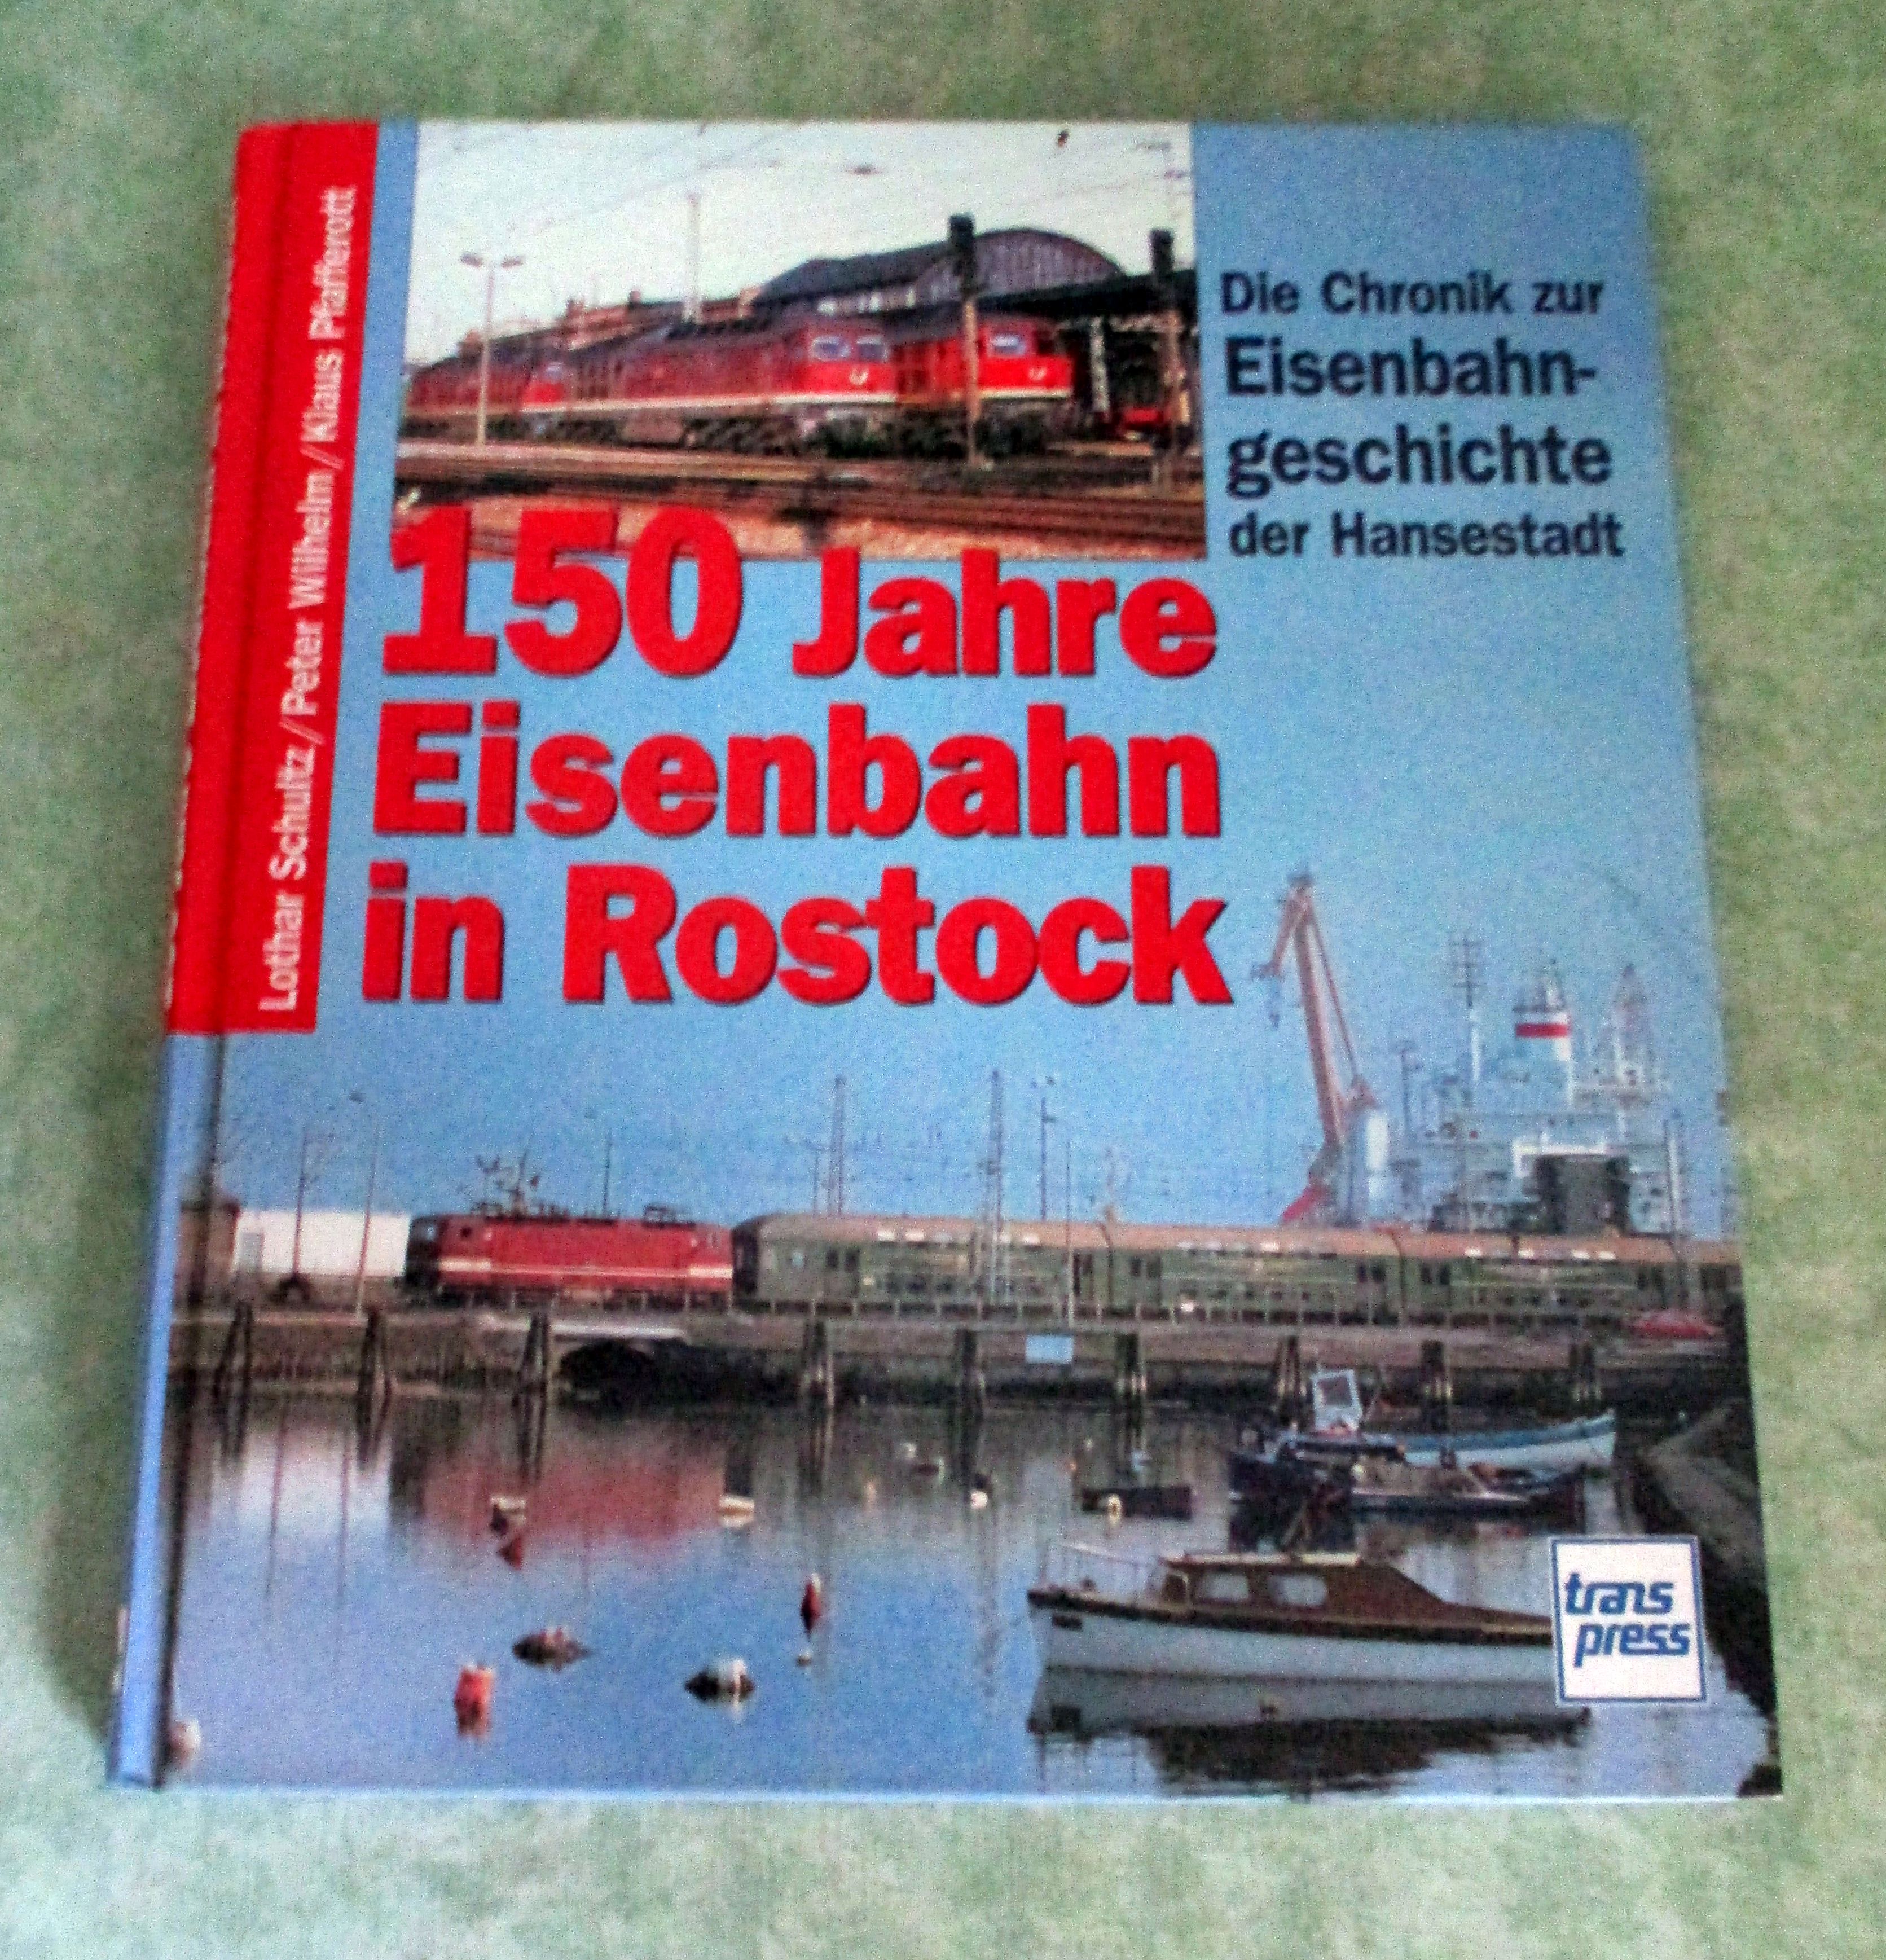 Lothar Schultz/Peter Wilhelm/Klaus Pfafferott
Die Chronik zur
Eisenbahn-
geschichte
der Hansestadt
150 Jahre
Eisenbahn
in Rostock
trans
press